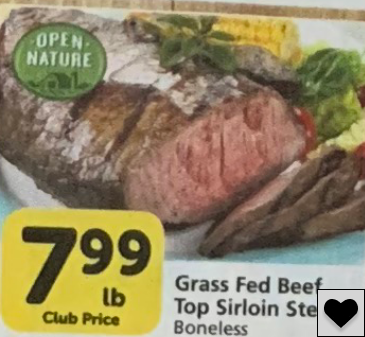 OPEN
NATURE
7.99
lb
Club Price
Grass Fed Beef
Top Sirloin Ste
Boneless